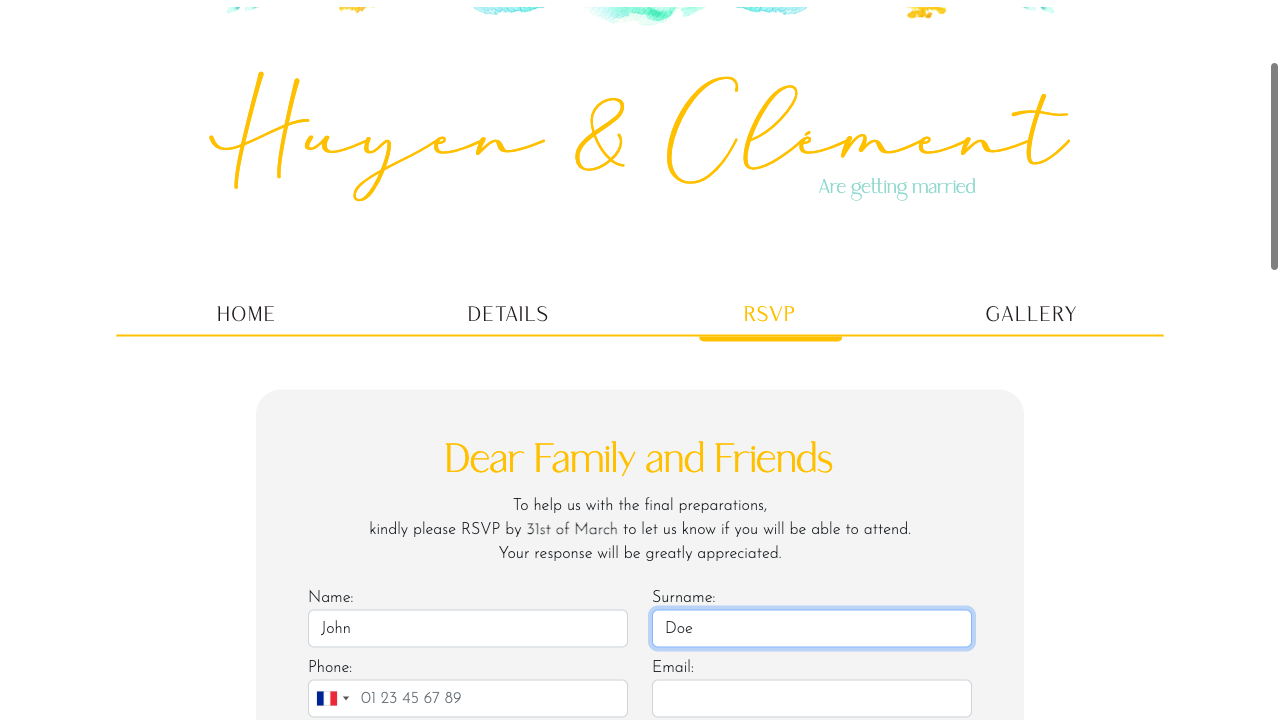 Huyen & Clément
Are getting married
HOME DETAILS RSVP GALLERY
Dear Family and Friends
To help us with the final preparations,
kindly please RSVP by 31st of March to let us know if you will be able to attend.
Your response will be greatly appreciated.
Name: Surname:
John Doe
Phone: Email:
01 23 45 67 89